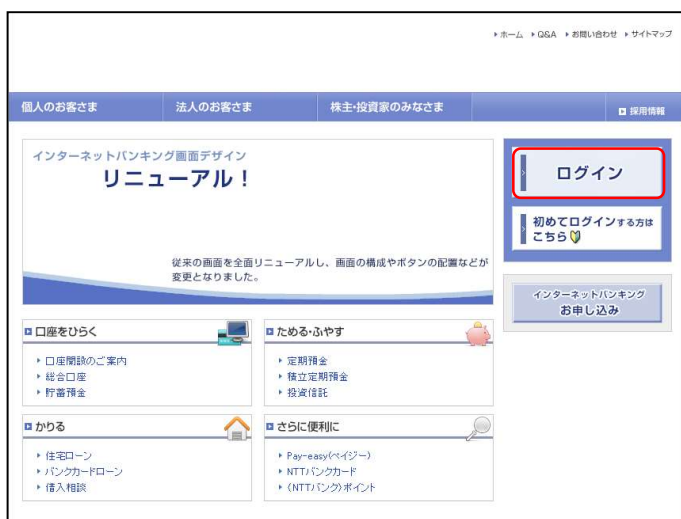 ホーム Q&A お問い合わせ サイトマップ
個人のお客さま 法人のお客さま 株主・投資家のみなさま 採用情報
インターネットバンキング画面デザイン
リニューアル！
従来の画面を全面リニューアルし、画面の構成やボタンの配置などが
変更となりました。
ログイン
初めてログインする方は
こちら
インターネットバンキング
お申し込み
口座をひらく
口座開設のご案内
総合口座
貯蓄預金
ためる・ふやす
定期預金
積立定期預金
投資信託
かりる
住宅ローン
バンクカードローン
借入相談
さらに便利に
Pay-easy(ペイジー)
NTTバンクカード
〈NTTバンク〉ポイント